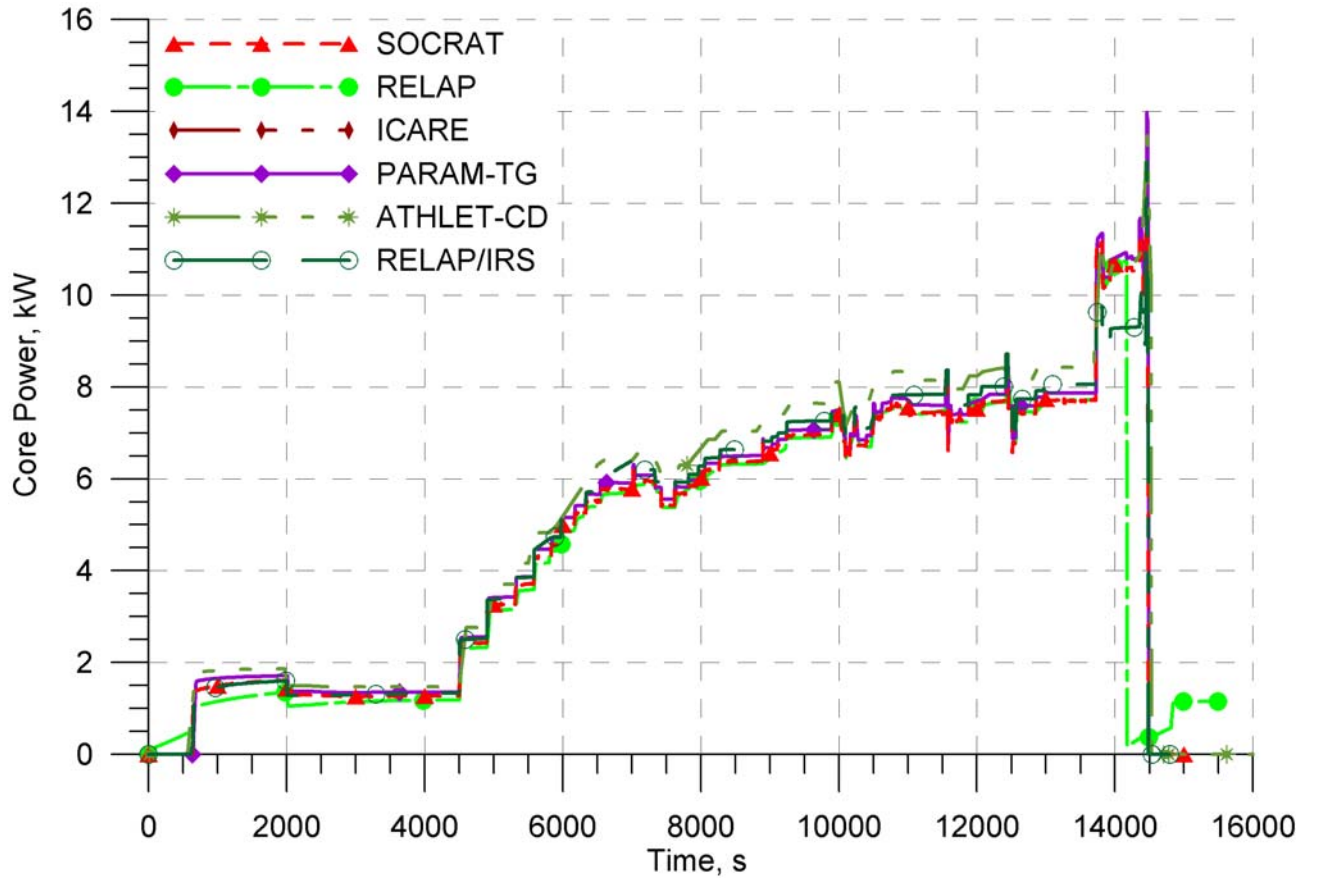 16
14
12
10
8
6
4
2
0
Core Power, kW
SOCRAT
RELAP
ICARE
PARAM-TG
ATHLET-CD
RELAP/IRS
0 2000 4000 6000 8000 10000 12000 14000 16000
Time, s